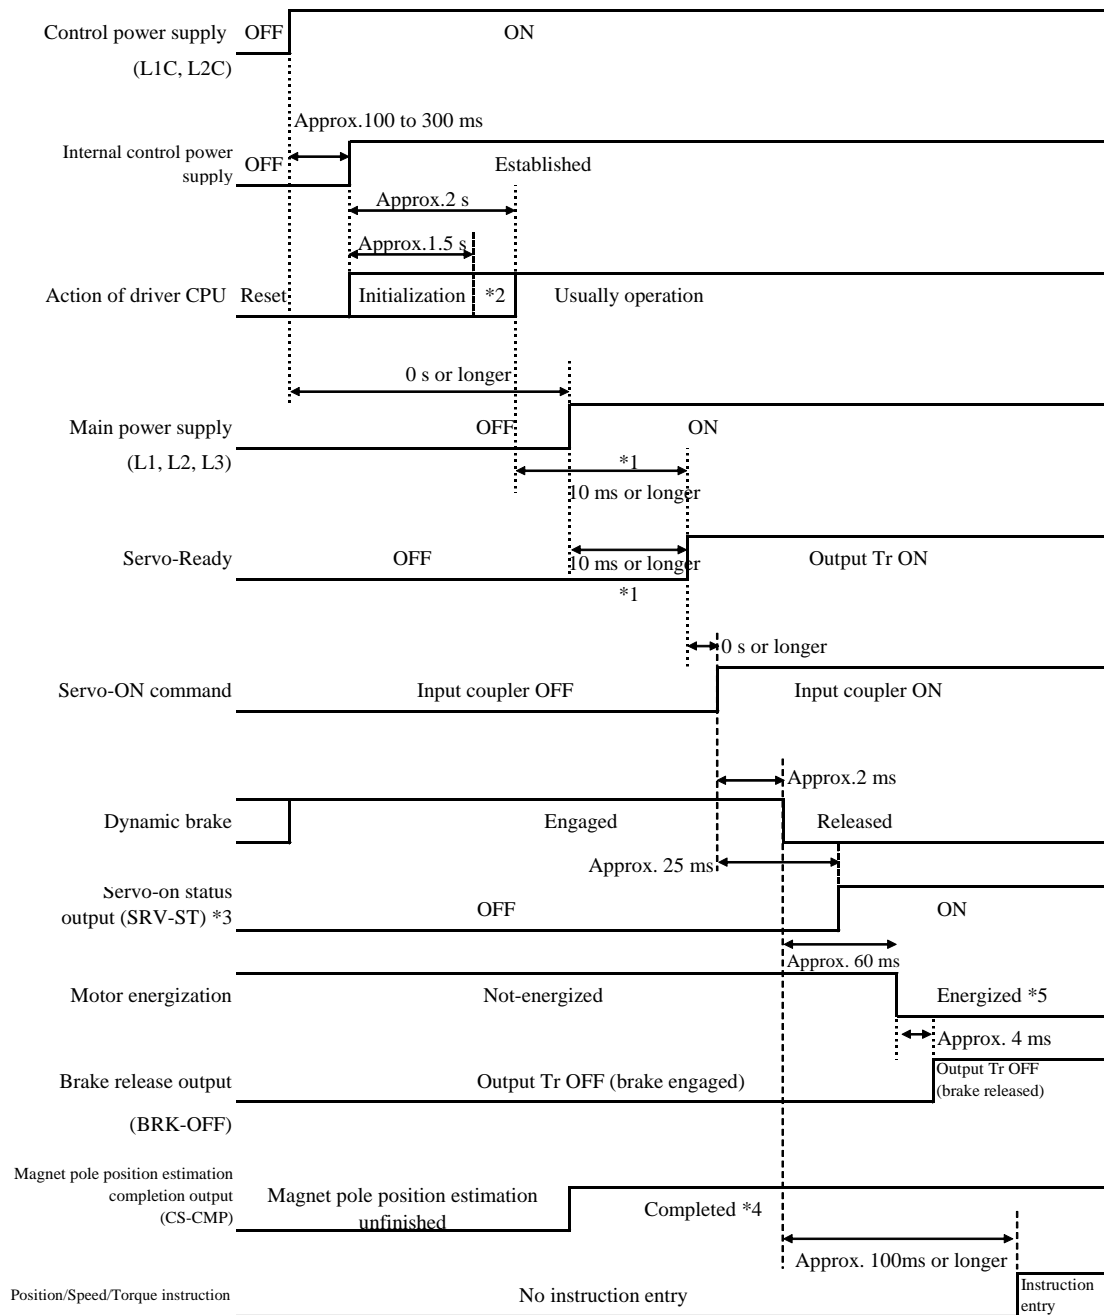 Control power supply OFF ON
(L1C, L2C)
Approx.100 to 300 ms
Internal control power
supply
OFF Established
Approx.2 s
Approx.1.5 s
Action of driver CPU Reset Initialization *2 Usually operation
0 s or longer
Main power supply OFF ON
(L1, L2, L3)
*1
10 ms or longer
Servo-Ready OFF 10 ms or longer Output Tr ON
*1
0 s or longer
Servo-ON command Input coupler OFF Input coupler ON
Approx.2 ms
Dynamic brake Engaged Released
Approx. 25 ms
Servo-on status
output (SRV-ST) *3 OFF ON
Approx. 60 ms
Motor energization Not-energized Energized *5
Approx. 4 ms
Brake release output Output Tr OFF (brake engaged) Output Tr OFF
(brake released)
(BRK-OFF)
Magnet pole position estimation
completion output
(CS-CMP)
Magnet pole position estimation
unfinished
Completed *4
Approx. 100ms or longer
Position/Speed/Torque instruction No instruction entry Instruction
entry